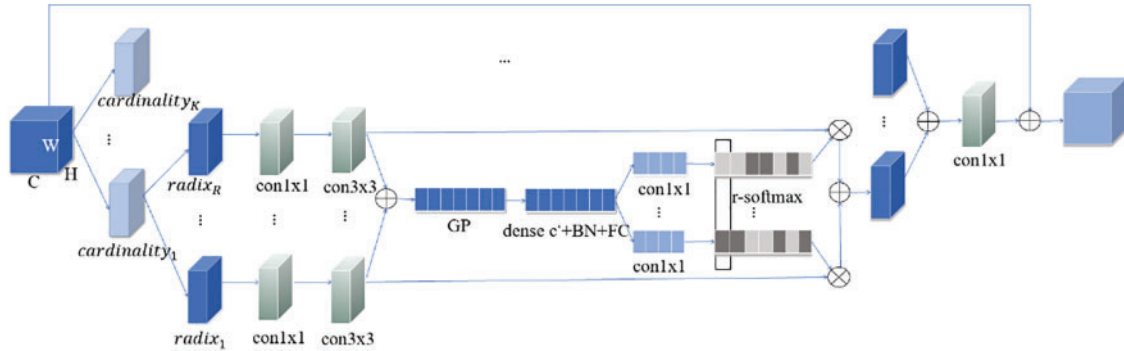 ...
cardinality_K
W
H
C
...
radix_R
con1x1
con3x3
con1x1
r-softmax
con1x1
cardinality_1
...
...
...
GP
dense c'+BN+FC
...
...
con1x1
...
radix_1
con1x1
con3x3